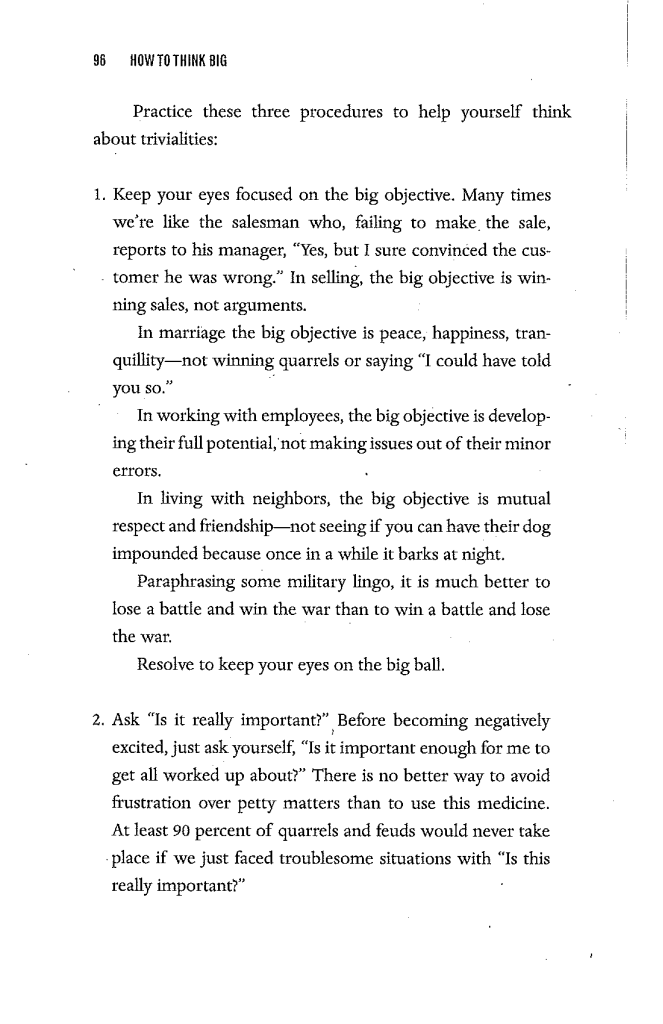 96 HOW TO THINK BIG
Practice these three procedures to help yourself think
about trivialities:
1. Keep your eyes focused on the big objective. Many times
we're like the salesman who, failing to make the sale,
reports to his manager, "Yes, but I sure convinced the cus-
tomer he was wrong." In selling, the big objective is win-
ning sales, not arguments.
In marriage the big objective is peace, happiness, tran-
quillity—not winning quarrels or saying "I could have told
you so."
In working with employees, the big objective is develop-
ing their full potential, not making issues out of their minor
errors.
In living with neighbors, the big objective is mutual
respect and friendship—not seeing if you can have their dog
impounded because once in a while it barks at night.
Paraphrasing some military lingo, it is much better to
lose a battle and win the war than to win a battle and lose
the war.
Resolve to keep your eyes on the big ball.
2. Ask "Is it really important?" Before becoming negatively
excited, just ask yourself, "Is it important enough for me to
get all worked up about?" There is no better way to avoid
frustration over petty matters than to use this medicine.
At least 90 percent of quarrels and feuds would never take
place if we just faced troublesome situations with "Is this
really important?"